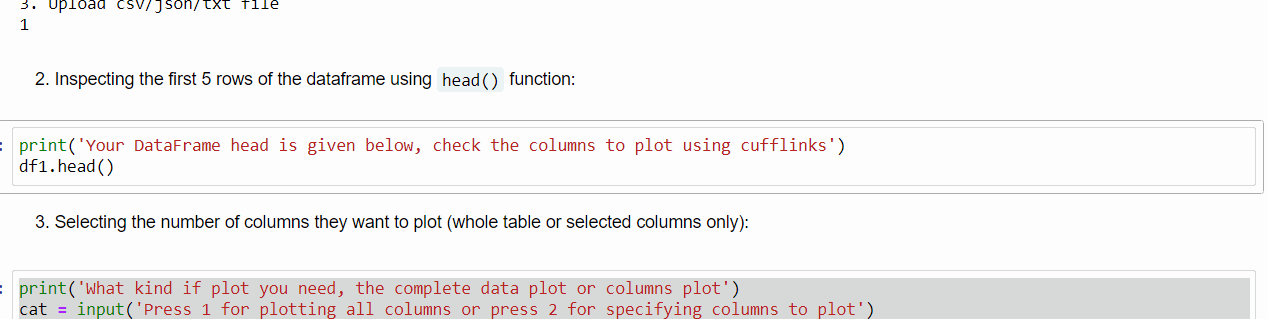 3. Upload csv/json/txt file
1
2. Inspecting the first 5 rows of the dataframe using head() function:
print('Your DataFrame head is given below, check the columns to plot using cufflinks')
df1.head()
3. Selecting the number of columns they want to plot (whole table or selected columns only):
print('What kind if plot you need, the complete data plot or columns plot')
cat = input('Press 1 for plotting all columns or press 2 for specifying columns to plot')